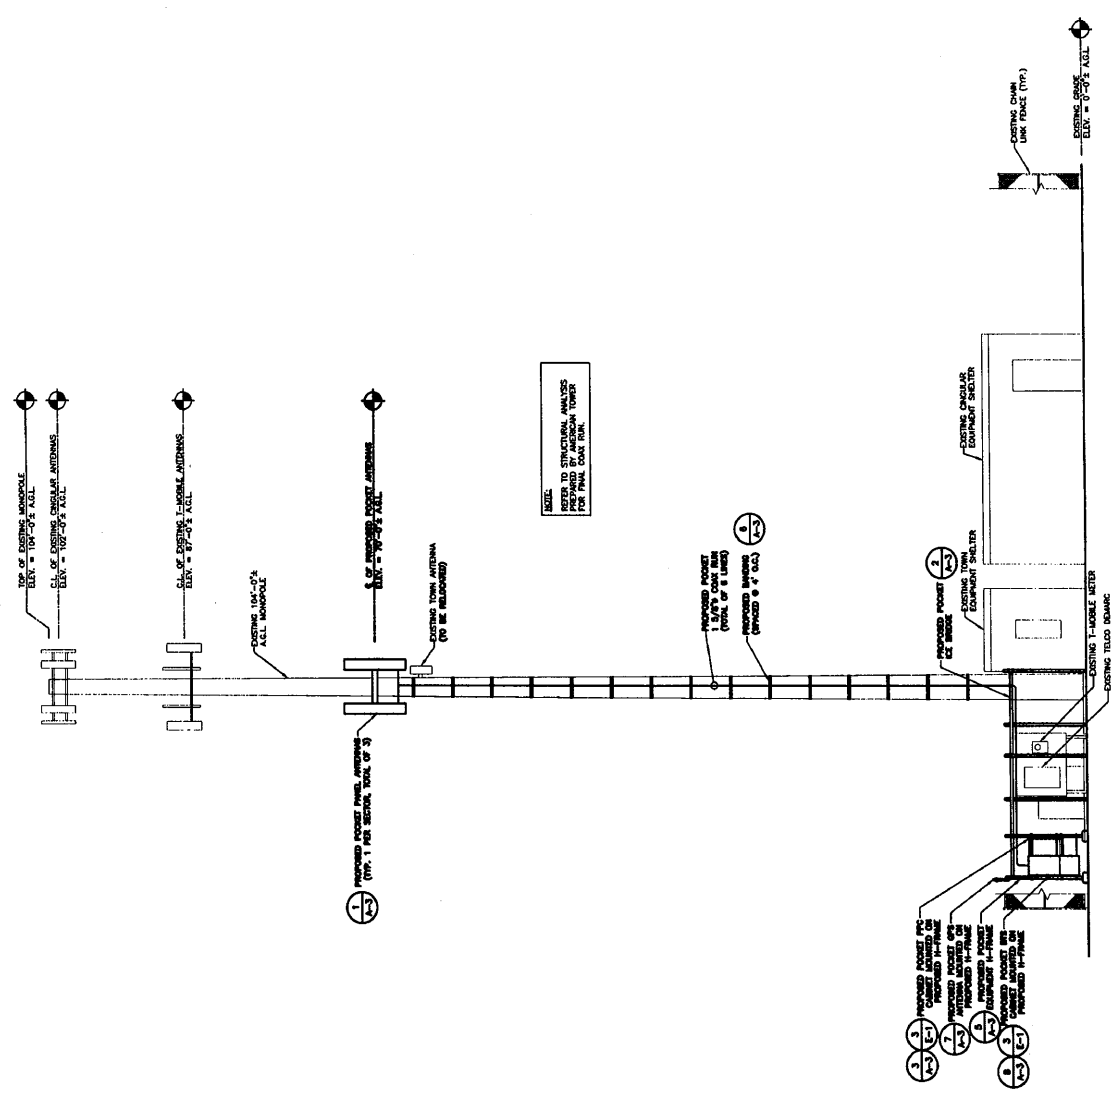 TOP OF EXISTING MONOPOLE
ELEV. = 104'-0"± A.G.L.
C.L. OF EXISTING CINGULAR ANTENNAS
ELEV. = 102'-0"± A.G.L.
C.L. OF EXISTING T-MOBILE ANTENNAS
ELEV. = 87'-0"± A.G.L.
EXISTING 104'-0"±
A.G.L. MONOPOLE
OF PROPOSED POCKET ANTENNAS
ELEV. = 70'-0"± A.G.L.
EXISTING TOWN ANTENNA
(TO BE RELOCATED)
1
A-3
PROPOSED POCKET PANEL ANTENNAS
(TYP. 1 PER SECTOR, TOTAL OF 3)
NOTE:
REFER TO STRUCTURAL ANALYSIS
PREPARED BY AMERICAN TOWER
FOR FINAL COAX RUN.
PROPOSED POCKET
1 5/8"Ø COAX RUN
(TOTAL OF 6 LINES)
PROPOSED BANDING
(SPACED @ 4' O.C.)
6
A-3
PROPOSED POCKET
ICE BRIDGE
2
A-3
EXISTING TOWN
EQUIPMENT SHELTER
EXISTING CINGULAR
EQUIPMENT SHELTER
EXISTING CHAIN
LINK FENCE (TYP.)
EXISTING GRADE
ELEV. = 0'-0"± A.G.L.
EXISTING T-MOBILE METER
EXISTING TELCO DEMARC
3
A-3
3
E-1
PROPOSED POCKET PPC
CABINET MOUNTED ON
PROPOSED H-FRAME
7
A-3
PROPOSED POCKET GPS
ANTENNA MOUNTED ON
PROPOSED H-FRAME
5
A-3
PROPOSED POCKET
EQUIPMENT H-FRAME
8
A-3
3
E-1
PROPOSED POCKET BTS
CABINET MOUNTED ON
PROPOSED H-FRAME